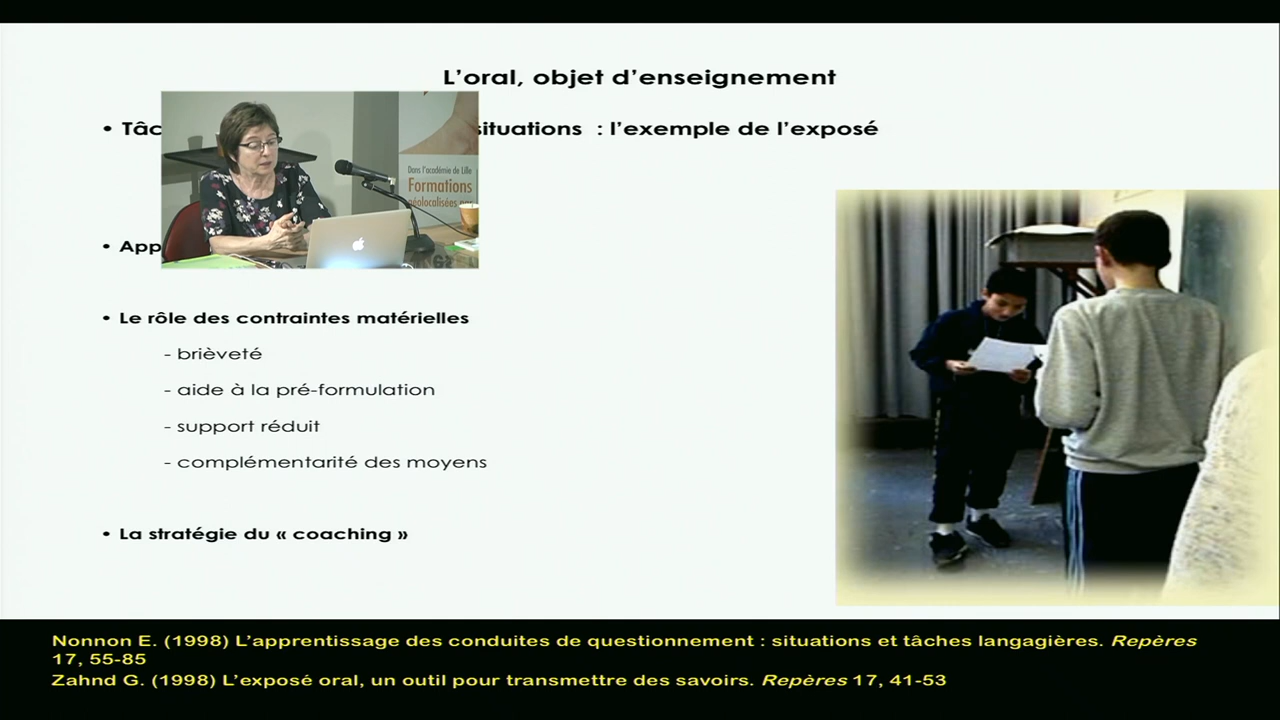 L'oral, objet d'enseignement
• Tâc situations : l'exemple de l'exposé
Dans l'académie de Lille
Formations
géolocalisées par
• App
• Le rôle des contraintes matérielles
- brièveté
- aide à la pré-formulation
- support réduit
- complémentarité des moyens
• La stratégie du « coaching »
Nonnon E. (1998) L'apprentissage des conduites de questionnement : situations et tâches langagières. Repères
17, 55-85
Zahnd G. (1998) L'exposé oral, un outil pour transmettre des savoirs. Repères 17, 41-53